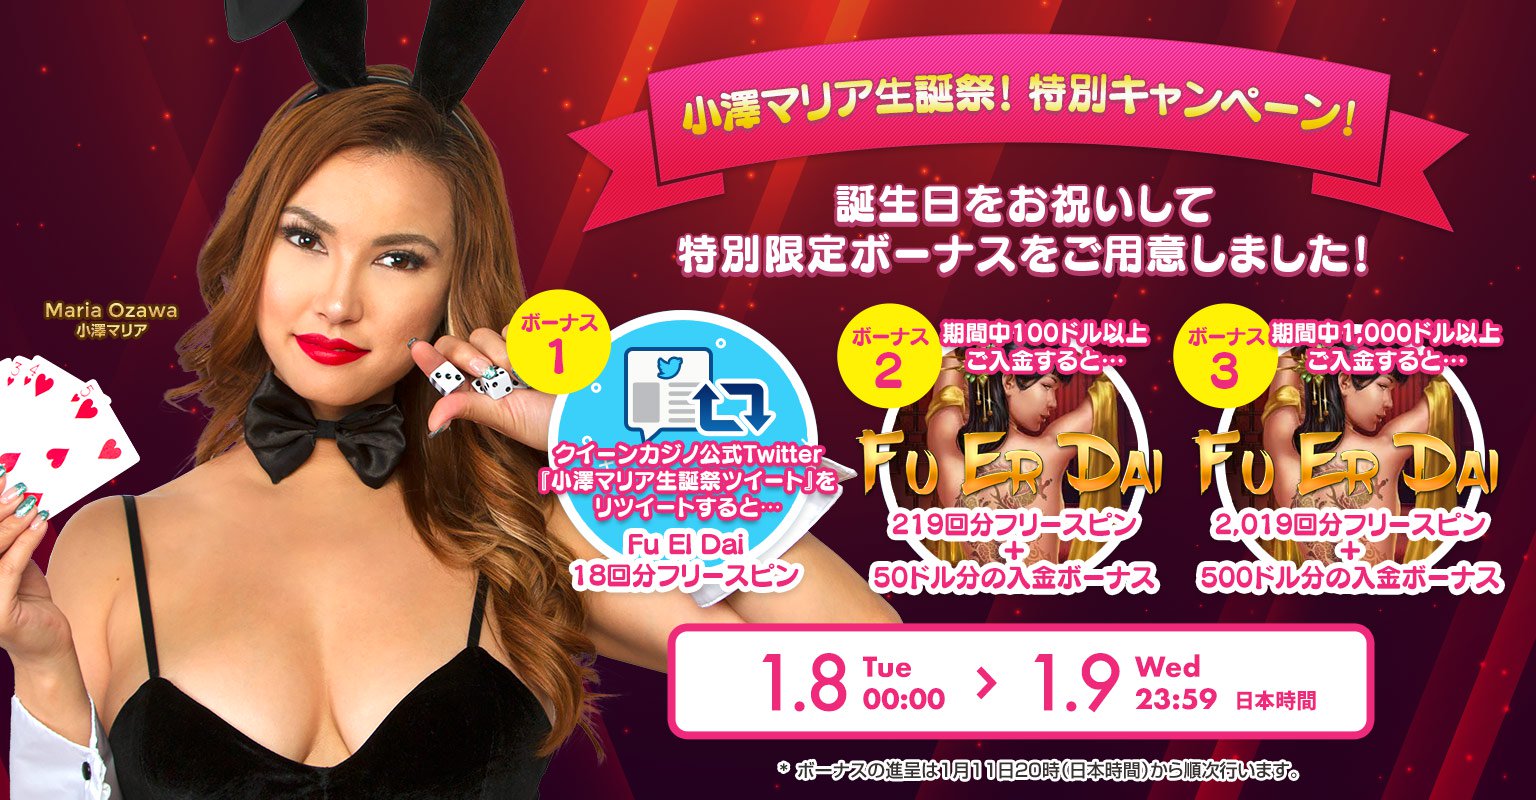 小澤マリア生誕祭！特別キャンペーン！
誕生日をお祝いして
特別限定ボーナスをご用意しました！
Maria Ozawa
小澤マリア
3
4
5
ボーナス
1
クイーンカジノ公式Twitter
『小澤マリア生誕祭ツイート』を
リツイートすると…
Fu El Dai
18回分フリースピン
ボーナス
2
期間中100ドル以上
ご入金すると…
FU ER DAI
219回分フリースピン
+
50ドル分の入金ボーナス
ボーナス
3
期間中1,000ドル以上
ご入金すると…
FU ER DAI
2,019回分フリースピン
+
500ドル分の入金ボーナス
1.8 Tue 00:00 > 1.9 Wed 23:59 日本時間
* ボーナスの進呈は1月11日20時(日本時間)から順次行います。